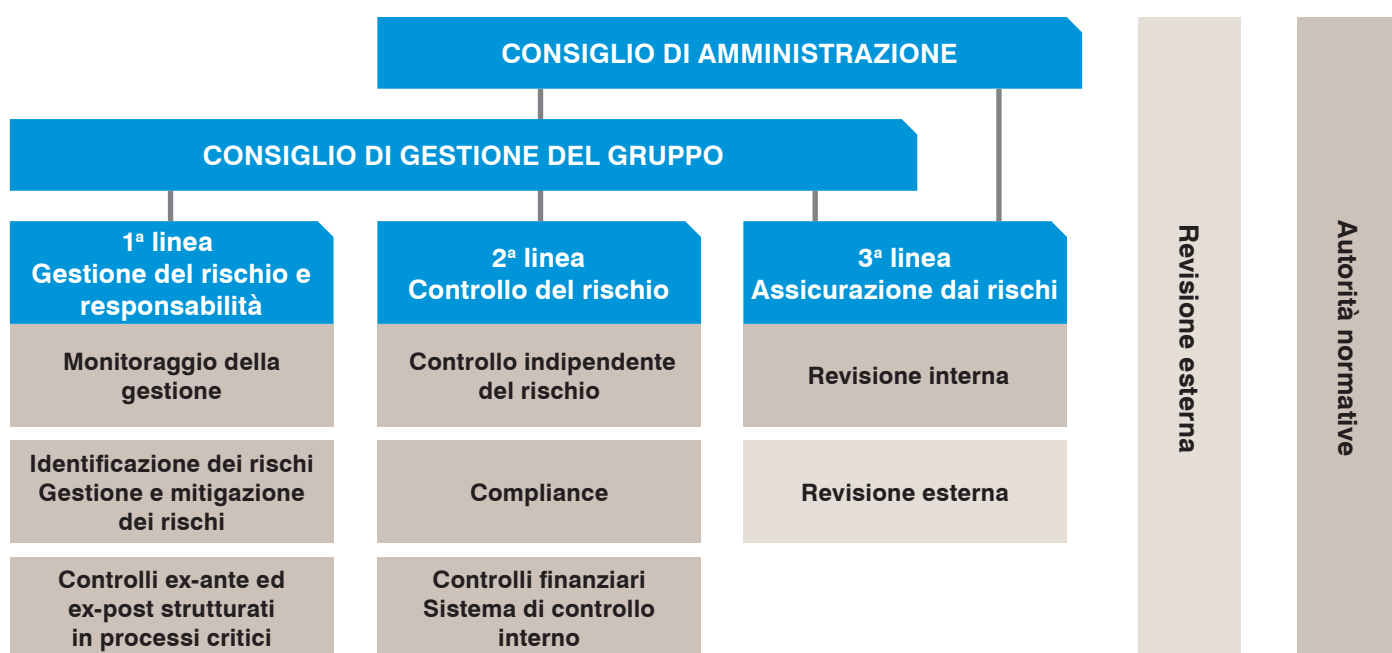 CONSIGLIO DI AMMINISTRAZIONE
CONSIGLIO DI GESTIONE DEL GRUPPO
1ª linea
Gestione del rischio e
responsabilità
Monitoraggio della
gestione
Identificazione dei rischi
Gestione e mitigazione
dei rischi
Controlli ex-ante ed
ex-post strutturati
in processi critici
2ª linea
Controllo del rischio
Controllo indipendente
del rischio
Compliance
Controlli finanziari
Sistema di controllo
interno
3ª linea
Assicurazione dai rischi
Revisione interna
Revisione esterna
Revisione esterna
Autorità normative